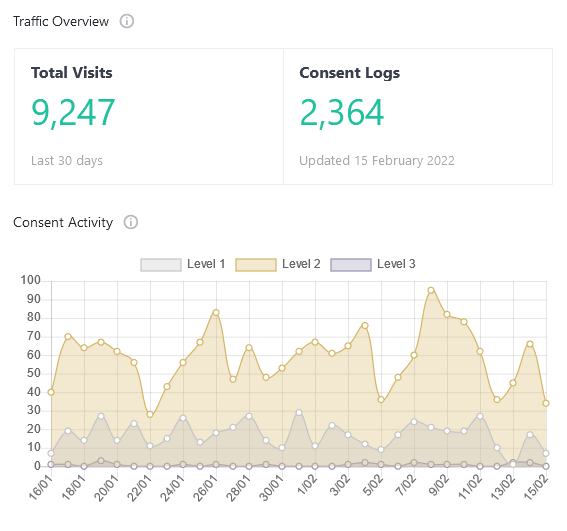 Traffic Overview
Total Visits
Consent Logs
9,247
2,364
Last 30 days
Updated 15 February 2022
Consent Activity
Level 1 Level 2 Level 3
100
90
80
70
60
50
40
30
20
10
0
16/01 18/01 20/01 22/01 24/01 26/01 28/01 30/01 1/02 3/02 5/02 7/02 9/02 11/02 13/02 15/02